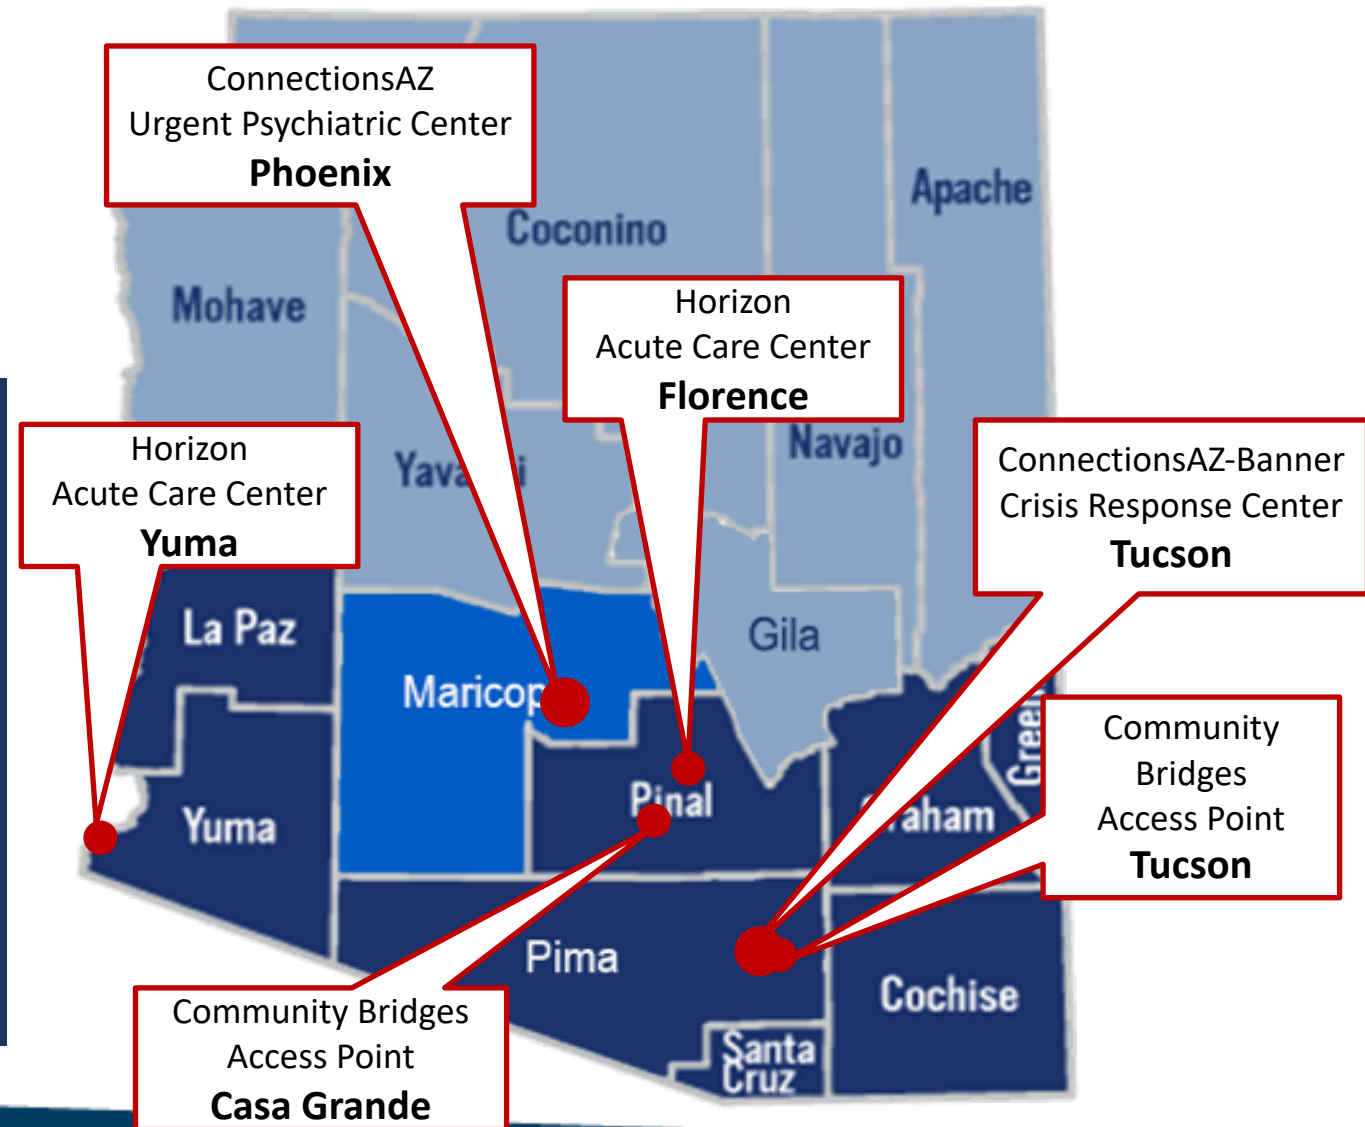 ConnectionsAZ
Urgent Psychiatric Center
Phoenix
Apache
Coconino
Mohave
Horizon
Acute Care Center
Florence
Navajo
Horizon
Acute Care Center
Yuma
ConnectionsAZ-Banner
Crisis Response Center
Tucson
La Paz
Gila
Community
Bridges
Access Point
Tucson
Pinal
Yuma
Pima
Cochise
Community Bridges
Access Point
Casa Grande
Santa
Cruz